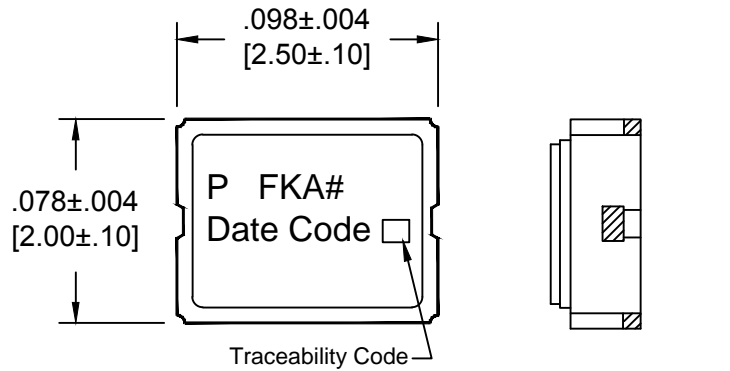 .098±.004
[2.50±.10]
.078±.004
[2.00±.10]
P FKA#
Date Code
Traceability Code